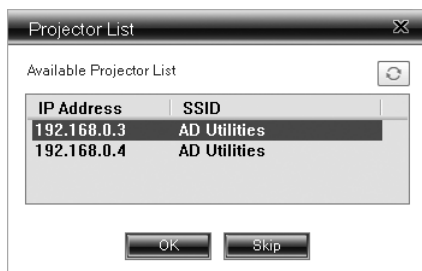 Projector List
Available Projector List
IP Address SSID
192.168.0.3 AD Utilities
192.168.0.4 AD Utilities
OK Skip